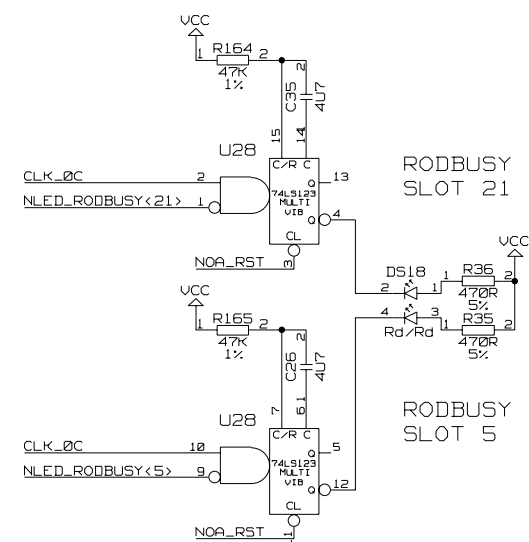 VCC
1 R164 2
47K
1%
C35
4U7
2
15
14
U28
C/R C
CLK_0C 2
NLED_RODBUSY<21> 1
74LS123
MULTI
VIB
Q 13
Q 4
CL
3
NOA_RST
RODBUSY
SLOT 21
VCC
DS18
2 1
1 R36 2
470R
5%
4 3
Rd/Rd
1 R35 2
470R
5%
VCC
1 R165 2
47K
1%
C26
4U7
2
7
6 1
U28
C/R C
CLK_0C 10
NLED_RODBUSY<5> 9
74LS123
MULTI
VIB
Q 5
Q 12
CL
1
NOA_RST
RODBUSY
SLOT 5